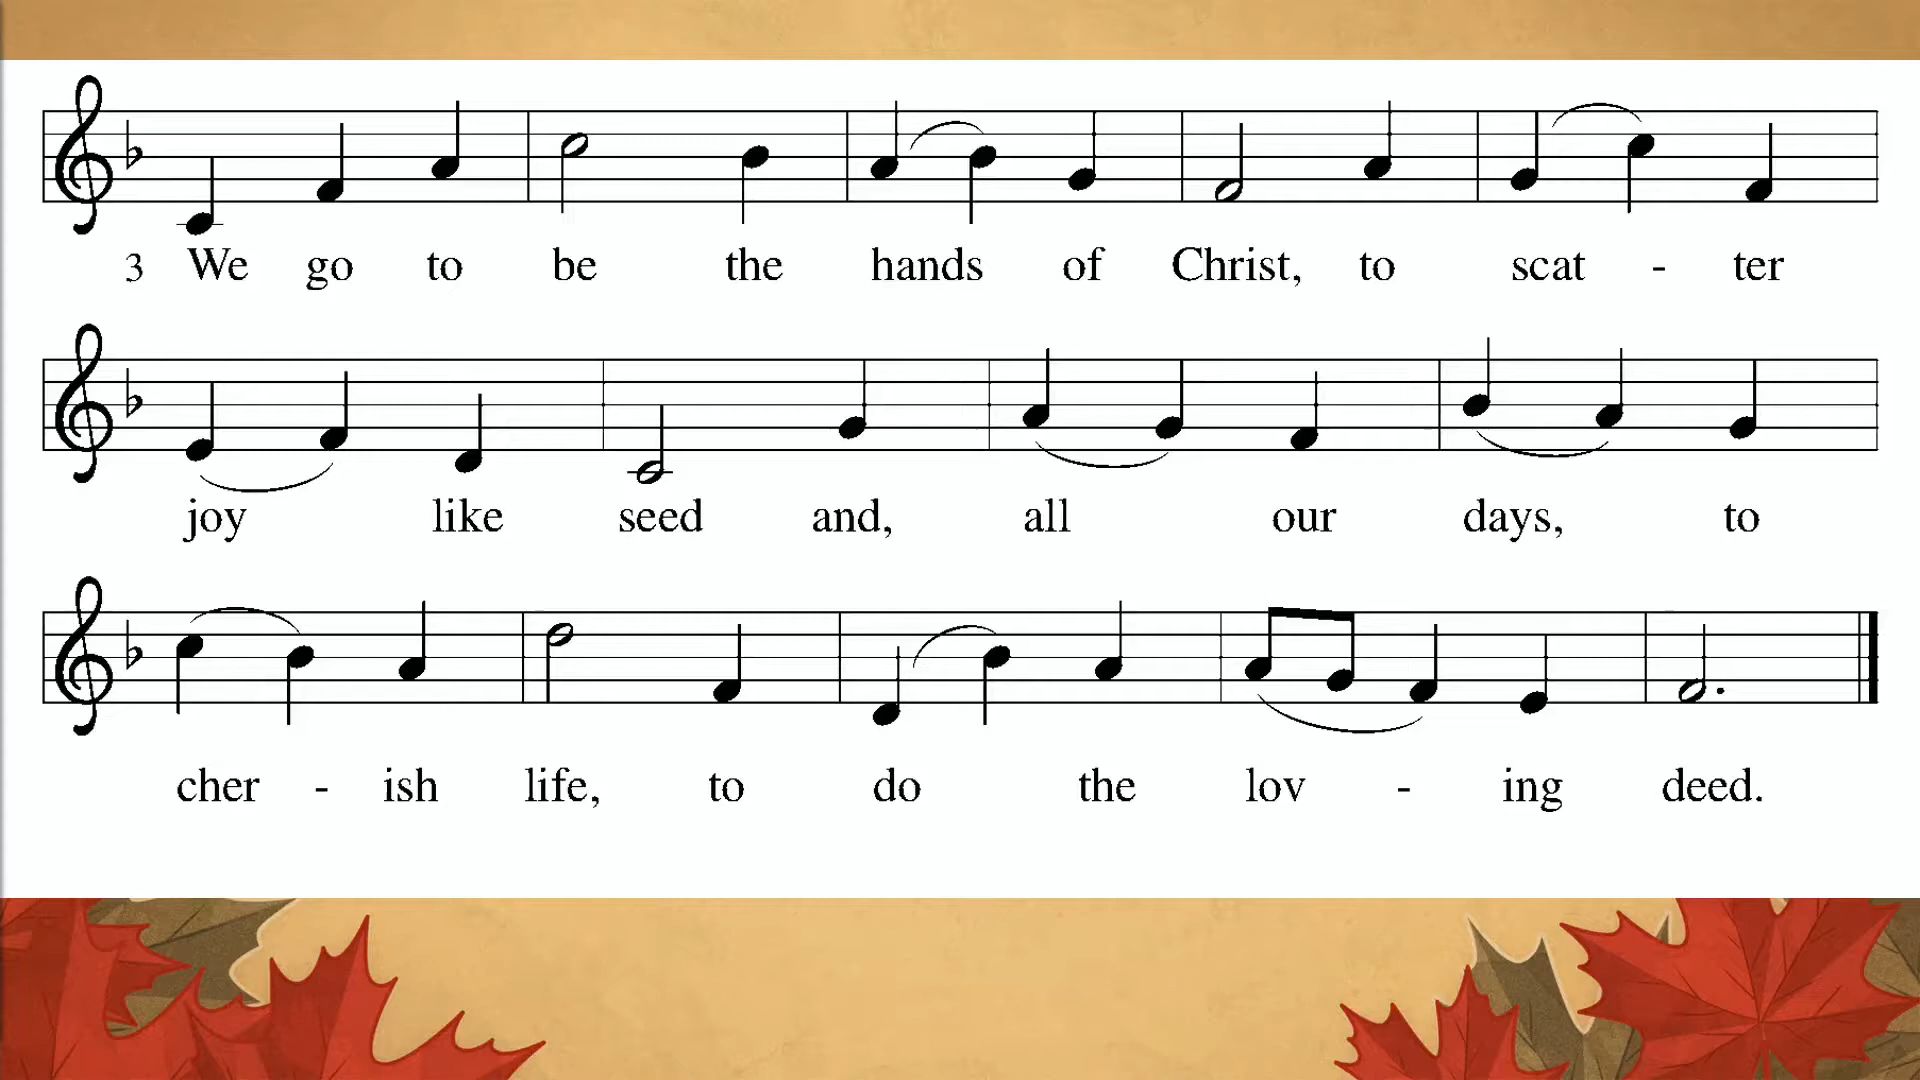 3 We go to be the hands of Christ, to scat - ter
joy like seed and, all our days, to
cher - ish life, to do the lov - ing deed.